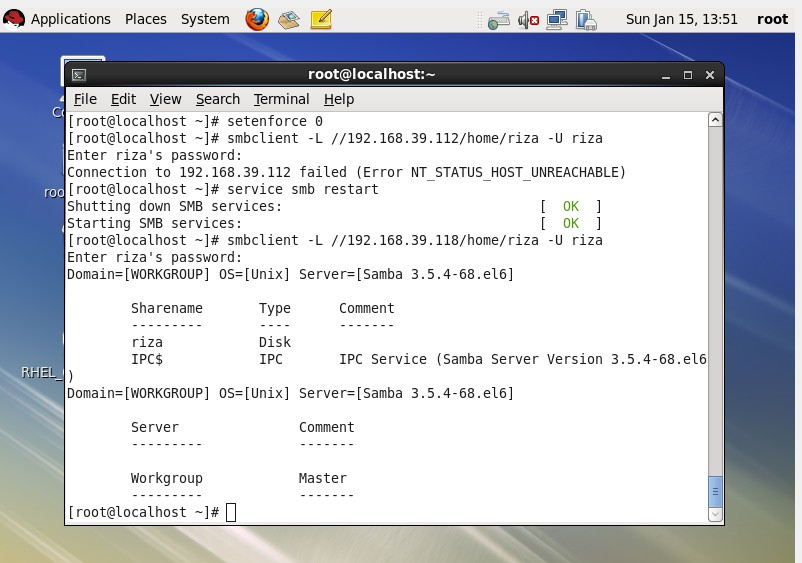 Applications Places System Sun Jan 15, 13:51 root
root@localhost:~
File Edit View Search Terminal Help
[root@localhost ~]# setenforce 0
[root@localhost ~]# smbclient -L //192.168.39.112/home/riza -U riza
Enter riza's password:
Connection to 192.168.39.112 failed (Error NT_STATUS_HOST_UNREACHABLE)
[root@localhost ~]# service smb restart
Shutting down SMB services: [ OK ]
Starting SMB services: [ OK ]
[root@localhost ~]# smbclient -L //192.168.39.118/home/riza -U riza
Enter riza's password:
Domain=[WORKGROUP] OS=[Unix] Server=[Samba 3.5.4-68.el6]
Sharename Type Comment
--------- ---- -------
riza Disk
IPC$ IPC IPC Service (Samba Server Version 3.5.4-68.el6
)
Domain=[WORKGROUP] OS=[Unix] Server=[Samba 3.5.4-68.el6]
Server Comment
--------- -------
Workgroup Master
--------- -------
[root@localhost ~]#
RHEL_